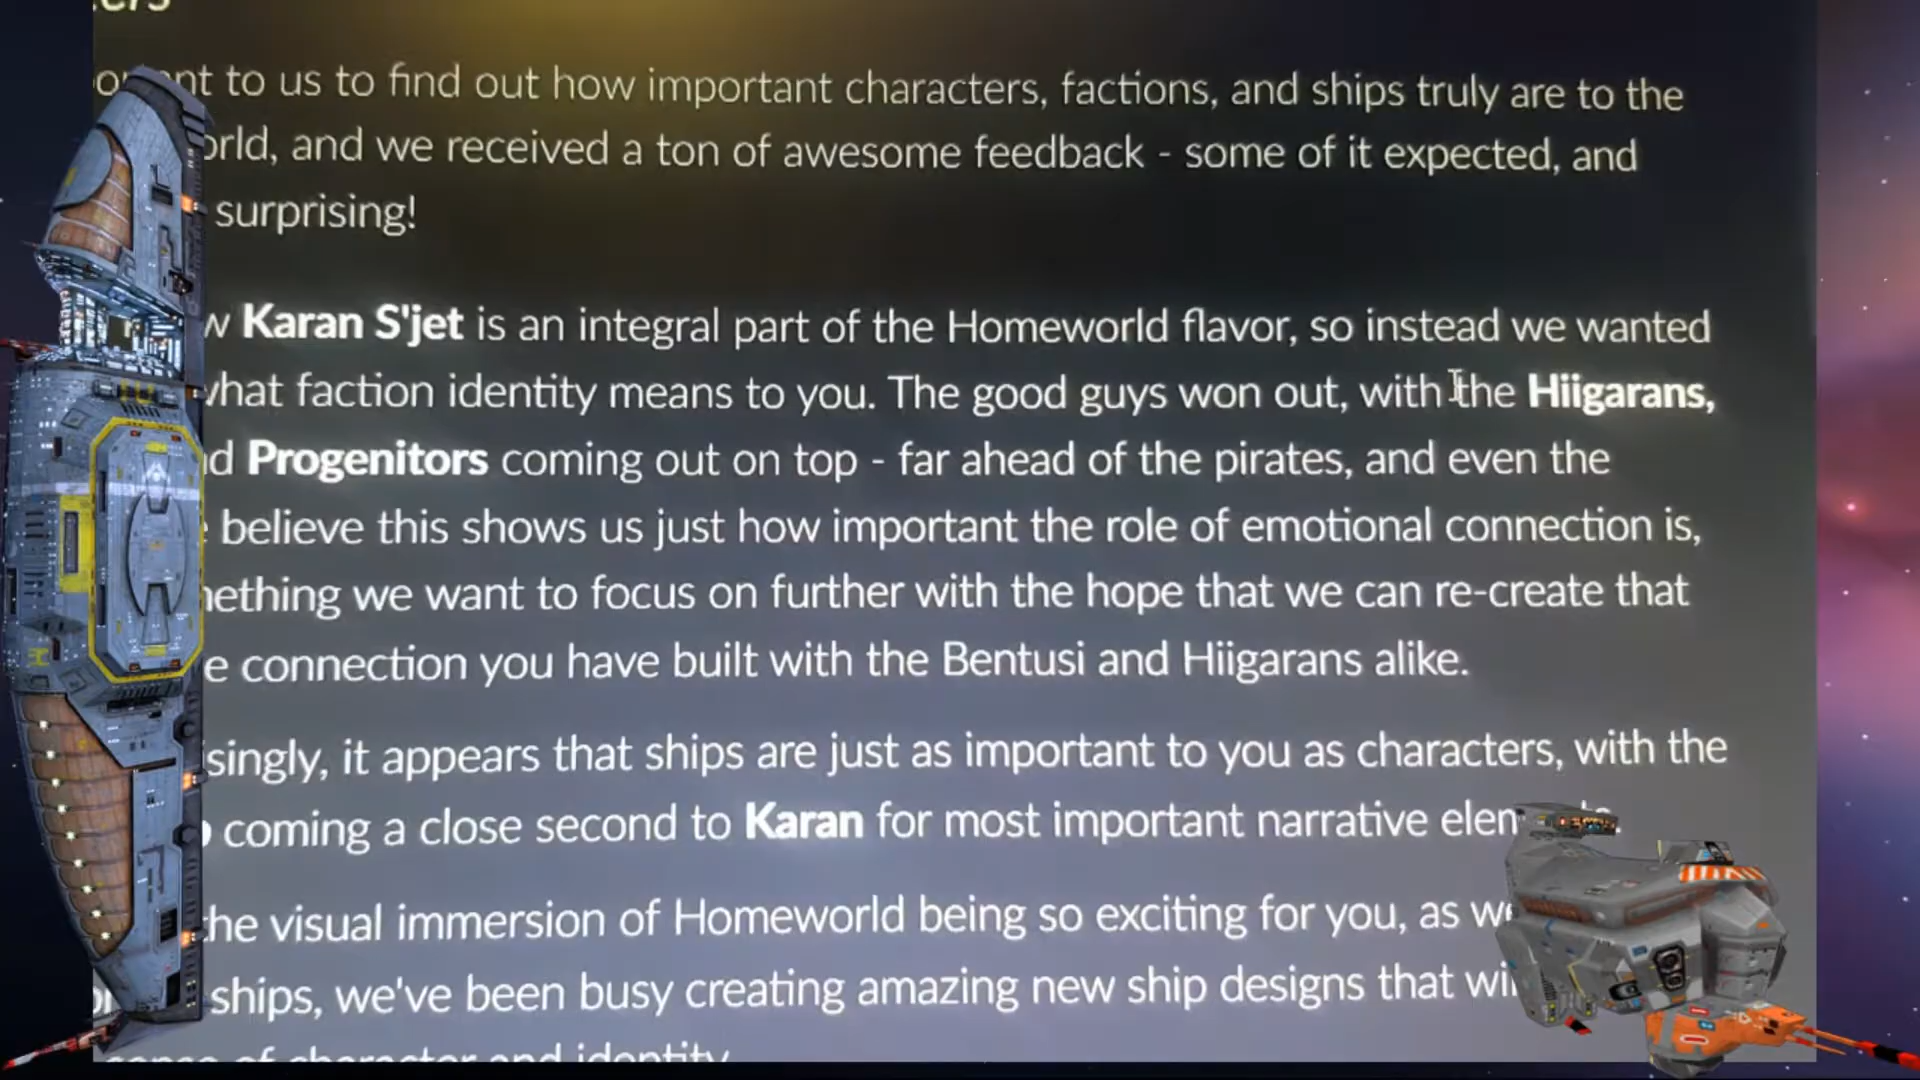 to us to find out how important characters, factions, and ships truly are to the
and we received a ton of awesome feedback - some of it expected, and
surprising!
Karan S'jet is an integral part of the Homeworld flavor, so instead we wanted
what faction identity means to you. The good guys won out, with the Hiigarans,
Progenitors coming out on top - far ahead of the pirates, and even the
believe this shows us just how important the role of emotional connection is,
we want to focus on further with the hope that we can re-create that
connection you have built with the Bentusi and Hiigarans alike.
it appears that ships are just as important to you as characters, with the
coming a close second to Karan for most important narrative
the visual immersion of Homeworld being so exciting for you, as
ships, we've been busy creating amazing new ship designs that
of character and identity